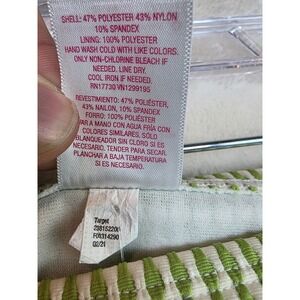 SHELL: 47% POLYESTER 43% NYLON
10% SPANDEX
LINING: 100% POLYESTER
HAND WASH COLD WITH LIKE COLORS.
ONLY NON-CHLORINE BLEACH IF
NEEDED. LINE DRY.
COOL IRON IF NEEDED.
RN17730 VN1299195
REVESTIMIENTO: 47% POLIÉSTER,
43% NAILON, 10% SPANDEX
FORRO: 100% POLIÉSTER
VAR A MANO CON AGUA FRÍA CON
COLORES SIMILARES. SÓLO
BLANQUEADOR SIN CLORO SI ES
NECESARIO. TENDER PARA SECAR.
PLANCHAR A BAJA TEMPERATURA
SI ES NECESARIO.
Target
02/21